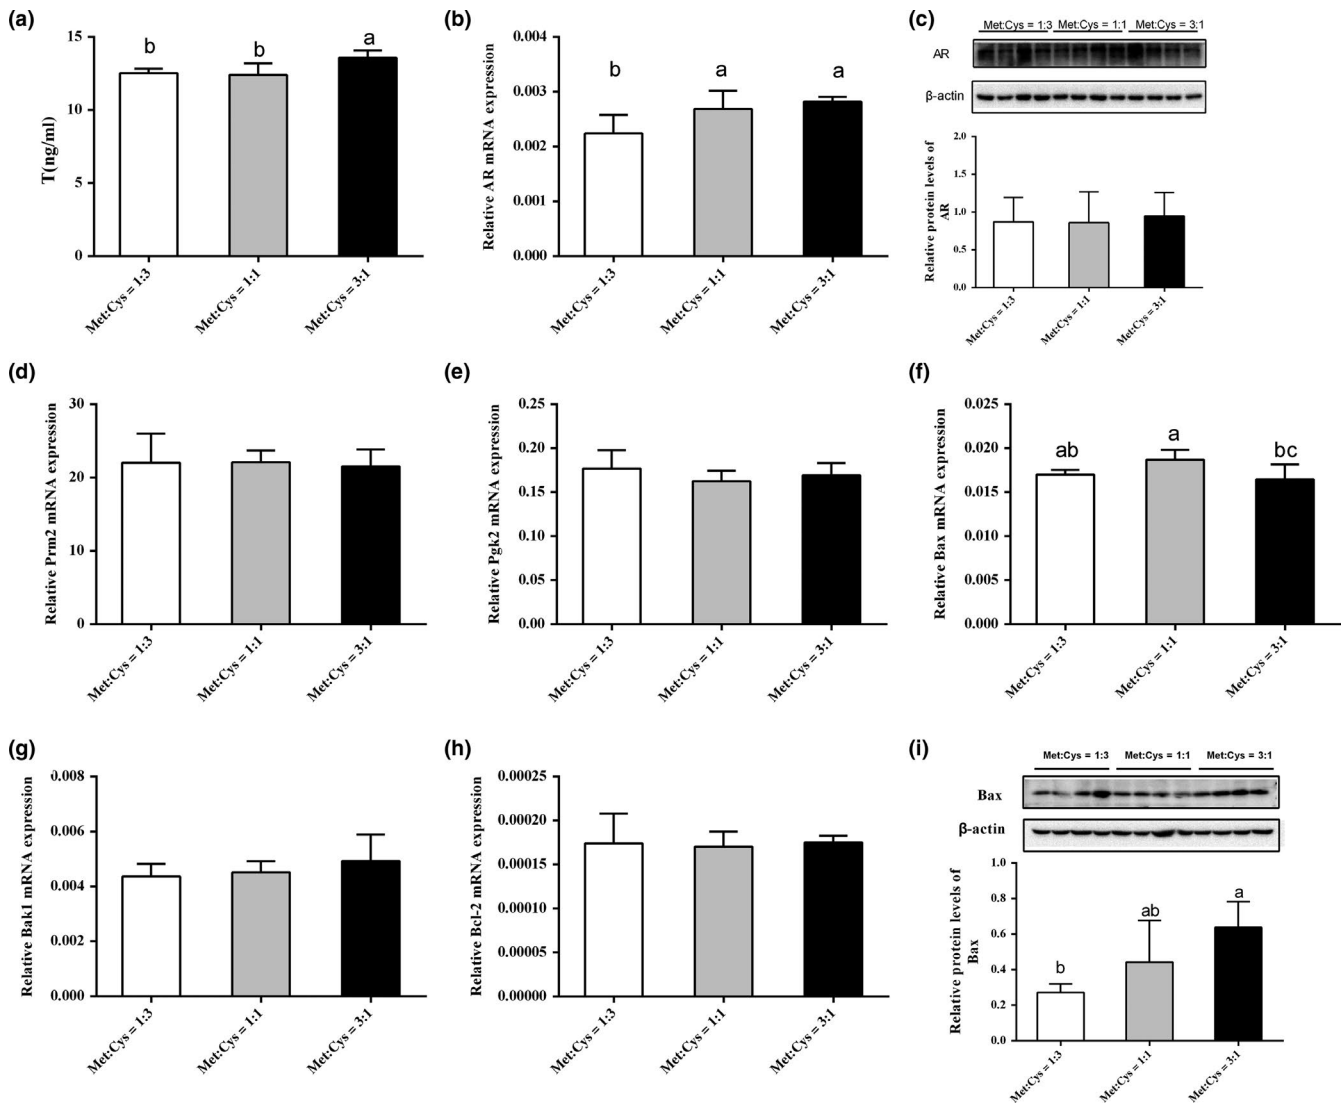 (a)
T(ng/ml)
15
10
5
0
b
b
a
Met:Cys = 1:3
Met:Cys = 1:1
Met:Cys = 3:1
(b)
Relative AR mRNA expression
0.004
0.003
0.002
0.001
0.000
b
a
a
Met:Cys = 1:3
Met:Cys = 1:1
Met:Cys = 3:1
(c)
Met:Cys = 1:3 Met:Cys = 1:1 Met:Cys = 3:1
AR
β-actin
Relative protein levels of
AR
2.0
1.5
1.0
0.5
0.0
Met:Cys = 1:3
Met:Cys = 1:1
Met:Cys = 3:1
(d)
Relative Prm2 mRNA expression
30
20
10
0
Met:Cys = 1:3
Met:Cys = 1:1
Met:Cys = 3:1
(e)
Relative Pgk2 mRNA expression
0.25
0.20
0.15
0.10
0.05
0.00
Met:Cys = 1:3
Met:Cys = 1:1
Met:Cys = 3:1
(f)
Relative Bax mRNA expression
0.025
0.020
0.015
0.010
0.005
0.000
ab
a
bc
Met:Cys = 1:3
Met:Cys = 1:1
Met:Cys = 3:1
(g)
Relative Bak1 mRNA expression
0.008
0.006
0.004
0.002
0.000
Met:Cys = 1:3
Met:Cys = 1:1
Met:Cys = 3:1
(h)
Relative Bcl-2 mRNA expression
0.00025
0.00020
0.00015
0.00010
0.00005
0.00000
Met:Cys = 1:3
Met:Cys = 1:1
Met:Cys = 3:1
(i)
Met:Cys = 1:3 Met:Cys = 1:1 Met:Cys = 3:1
Bax
β-actin
Relative protein levels of
Bax
1.0
0.8
0.6
0.4
0.2
0.0
b
ab
a
Met:Cys = 1:3
Met:Cys = 1:1
Met:Cys = 3:1